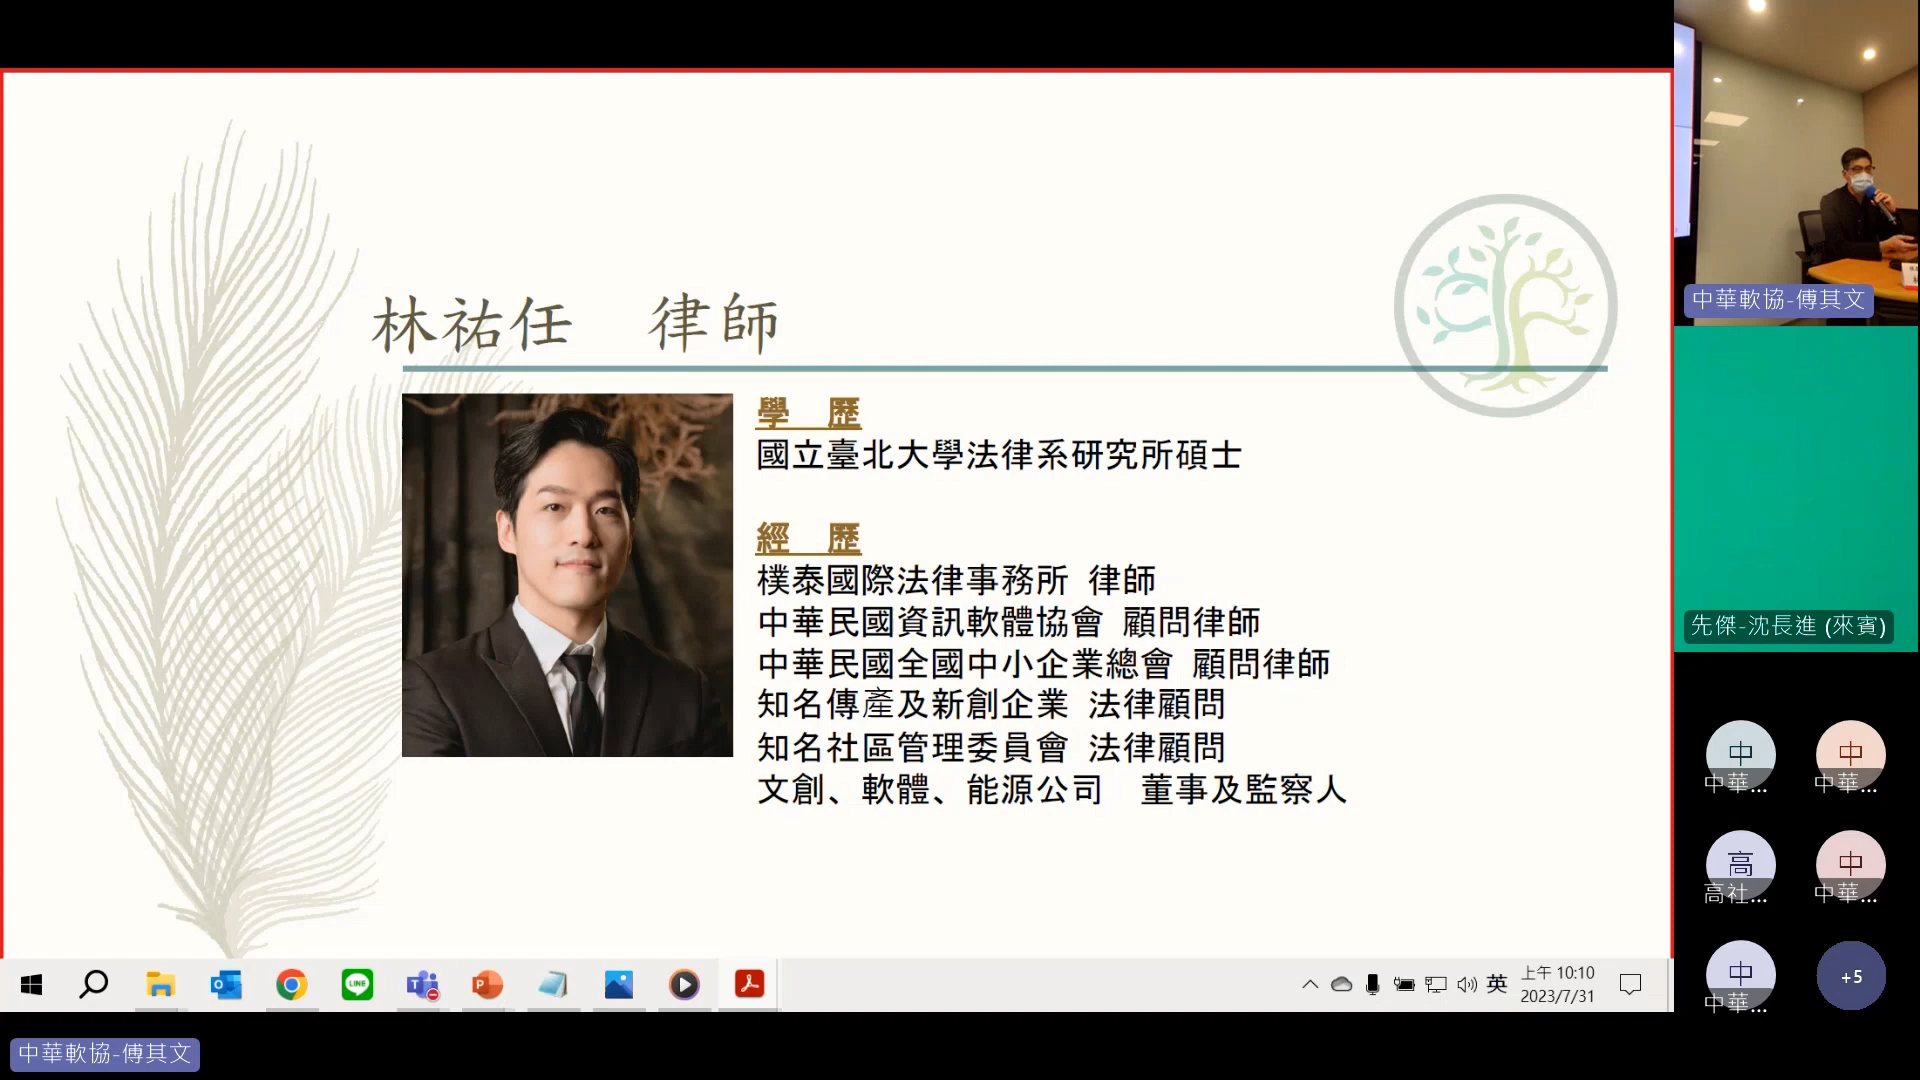 林祐任 律師
學 歷
國立臺北大學法律系研究所碩士
經 歷
樸泰國際法律事務所 律師
中華民國資訊軟體協會 顧問律師
中華民國全國中小企業總會 顧問律師
知名傳產及新創企業 法律顧問
知名社區管理委員會 法律顧問
文創、軟體、能源公司 董事及監察人
中華軟協-傅其文
先傑-沈長進 (來賓)
中
中華...
中
中華...
高
高社...
中
中華...
中
中華...
+5
LINE
英
上午 10:10
2023/7/31
中華軟協-傅其文